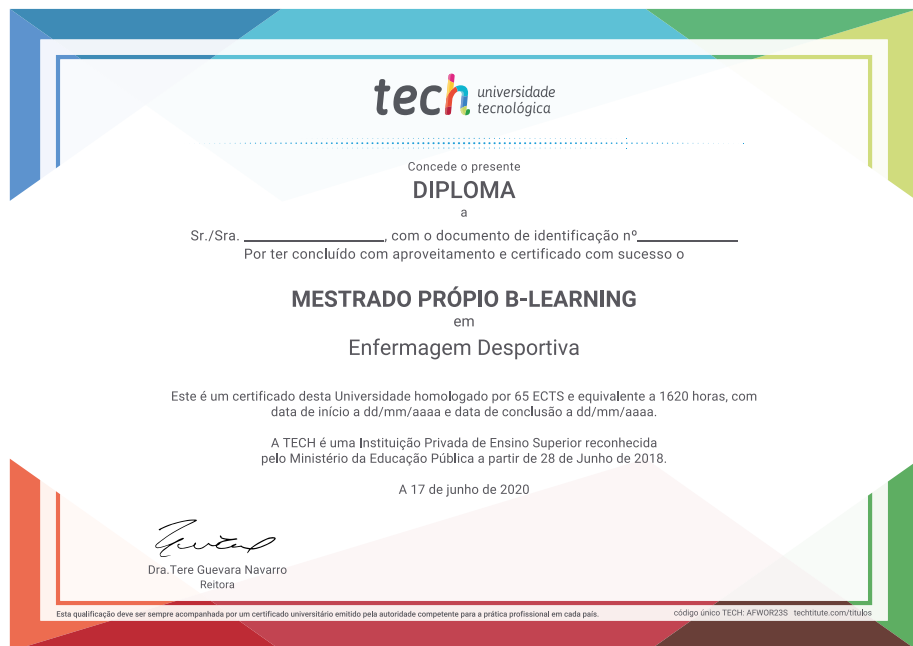 tech universidade
tecnológica
Concede o presente
DIPLOMA
a
Sr./Sra. ____________, com o documento de identificação nº____________
Por ter concluído com aproveitamento e certificado com sucesso o
MESTRADO PRÓPIO B-LEARNING
em
Enfermagem Desportiva
Este é um certificado desta Universidade homologado por 65 ECTS e equivalente a 1620 horas, com
data de início a dd/mm/aaaa e data de conclusão a dd/mm/aaaa.
A TECH é uma Instituição Privada de Ensino Superior reconhecida
pelo Ministério da Educação Pública a partir de 28 de Junho de 2018.
A 17 de junho de 2020
Dra.Tere Guevara Navarro
Reitora
Esta qualificação deve ser sempre acompanhada por um certificado universitário emitido pela autoridade competente para a prática profissional em cada país.
código único TECH: AFWOR23S techtitute.com/titulos